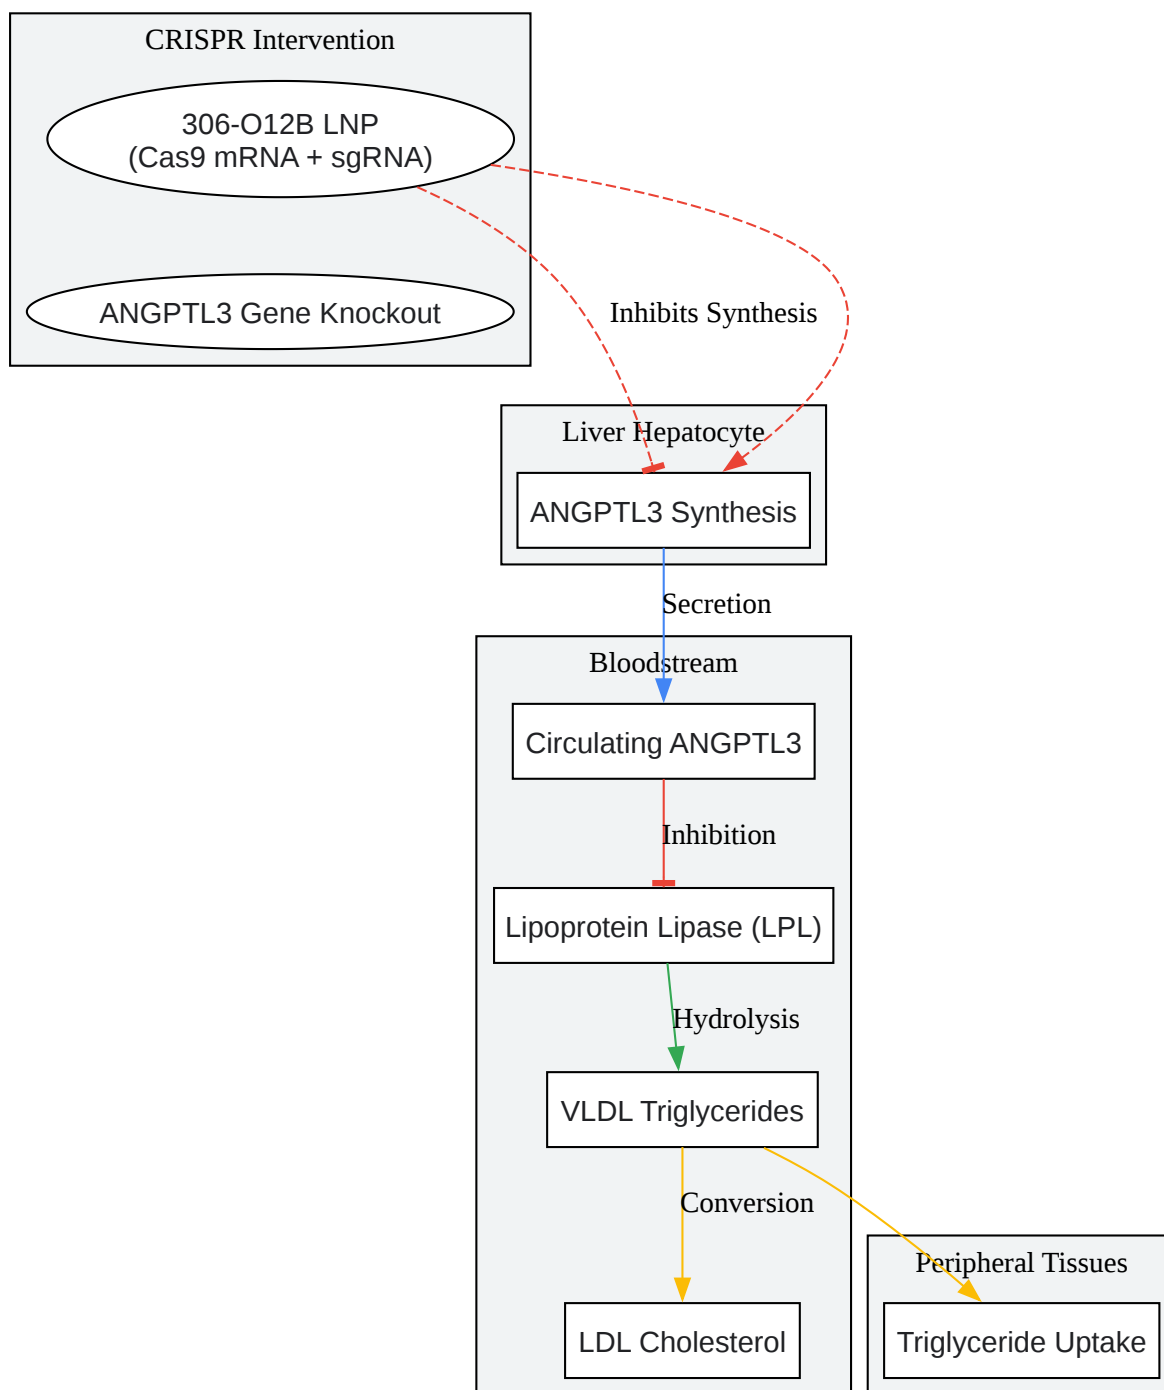 CRISPR Intervention
306-O12B LNP
(Cas9 mRNA + sgRNA)
ANGPTL3 Gene Knockout
Inhibits Synthesis
Liver Hepatocyte
ANGPTL3 Synthesis
Secretion
Bloodstream
Circulating ANGPTL3
Inhibition
Lipoprotein Lipase (LPL)
Hydrolysis
VLDL Triglycerides
Conversion
Peripheral Tissues
LDL Cholesterol
Triglyceride Uptake